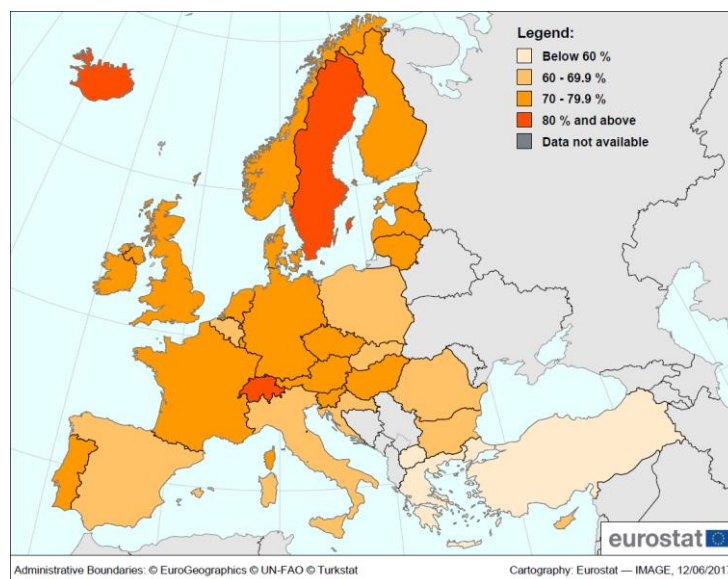 Legend:
Below 60 %
60 - 69.9 %
70 - 79.9 %
80 % and above
Data not available
eurostat
Administrative Boundaries: © EuroGeographics © UN-FAO © Turkstat
Cartography: Eurostat — IMAGE, 12/06/2017